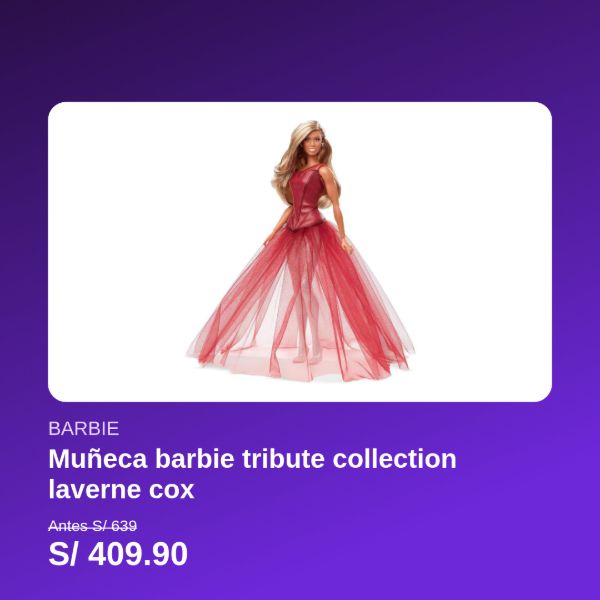 BARBIE
Muñeca barbie tribute collection
laverne cox
Antes S/ 639
S/ 409.90